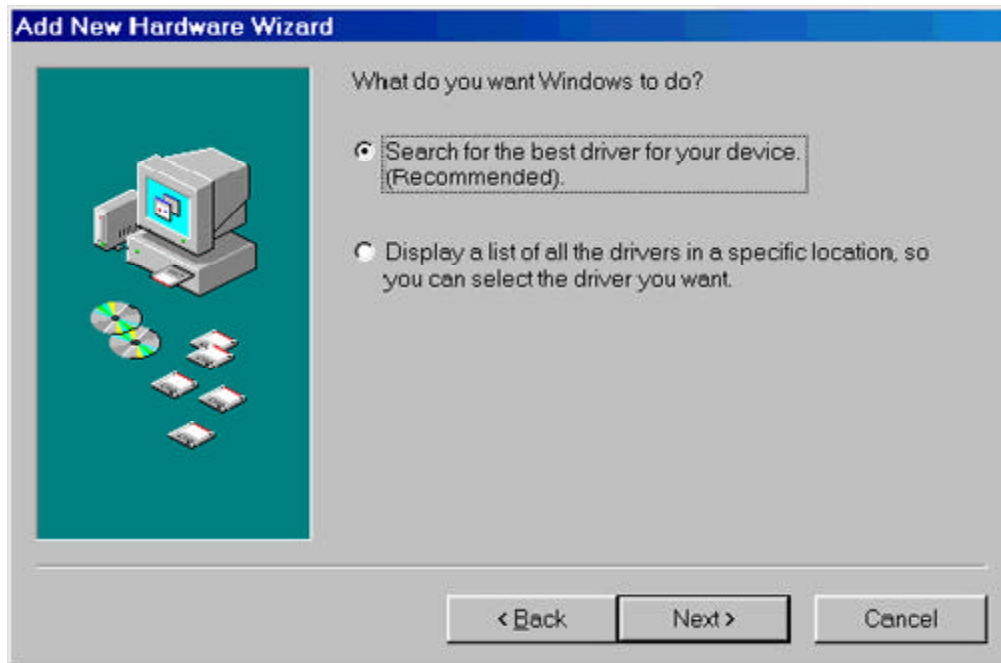 Add New Hardware Wizard
What do you want Windows to do?
Search for the best driver for your device.
(Recommended).
Display a list of all the drivers in a specific location, so
you can select the driver you want.
< Back
Next >
Cancel